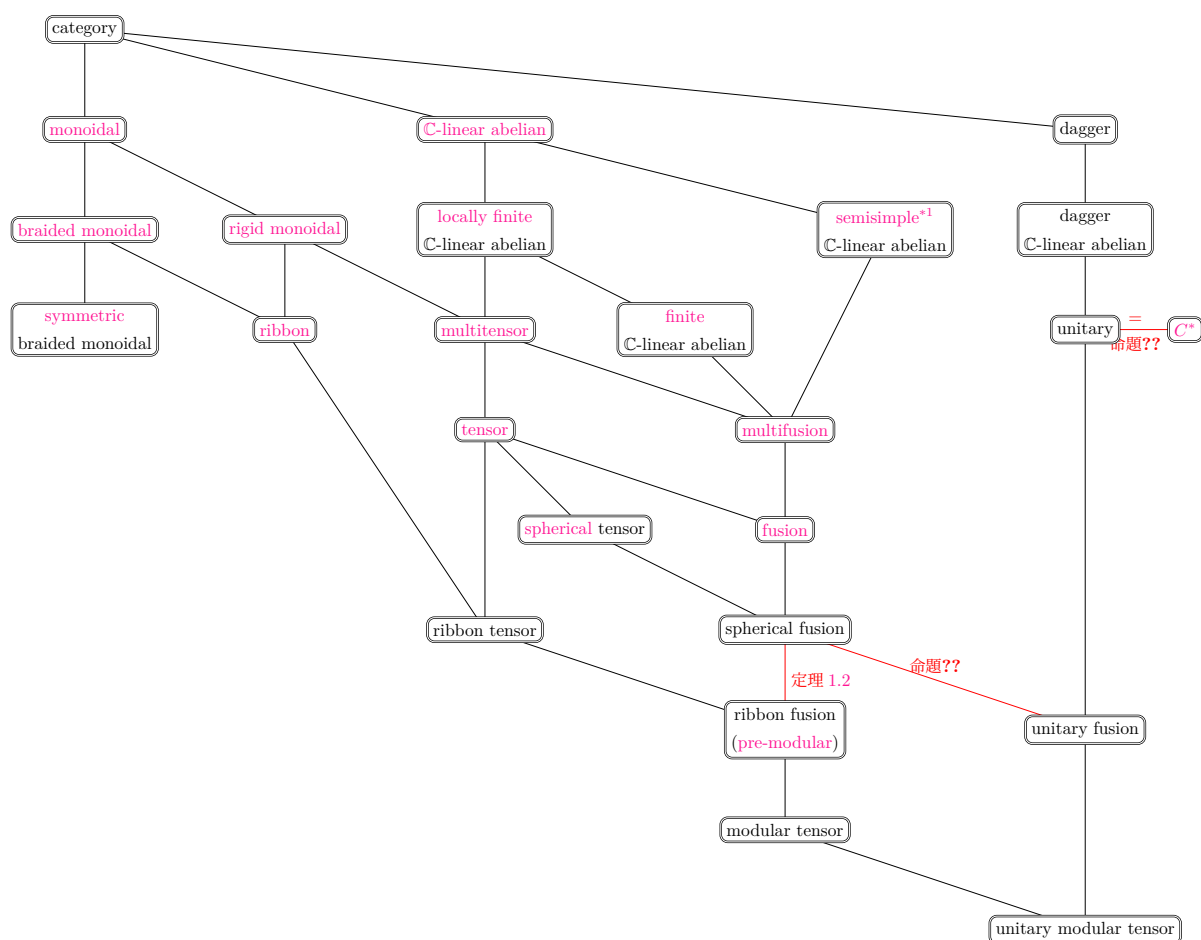 category
monoidal
ℂ-linear abelian
dagger
braided monoidal
rigid monoidal
locally finite
ℂ-linear abelian
semisimple*1
ℂ-linear abelian
dagger
ℂ-linear abelian
symmetric
braided monoidal
ribbon
multitensor
finite
ℂ-linear abelian
unitary
=
命題??
C*
tensor
multifusion
spherical tensor
fusion
ribbon tensor
spherical fusion
定理 1.2
命題??
ribbon fusion
(pre-modular)
unitary fusion
modular tensor
unitary modular tensor